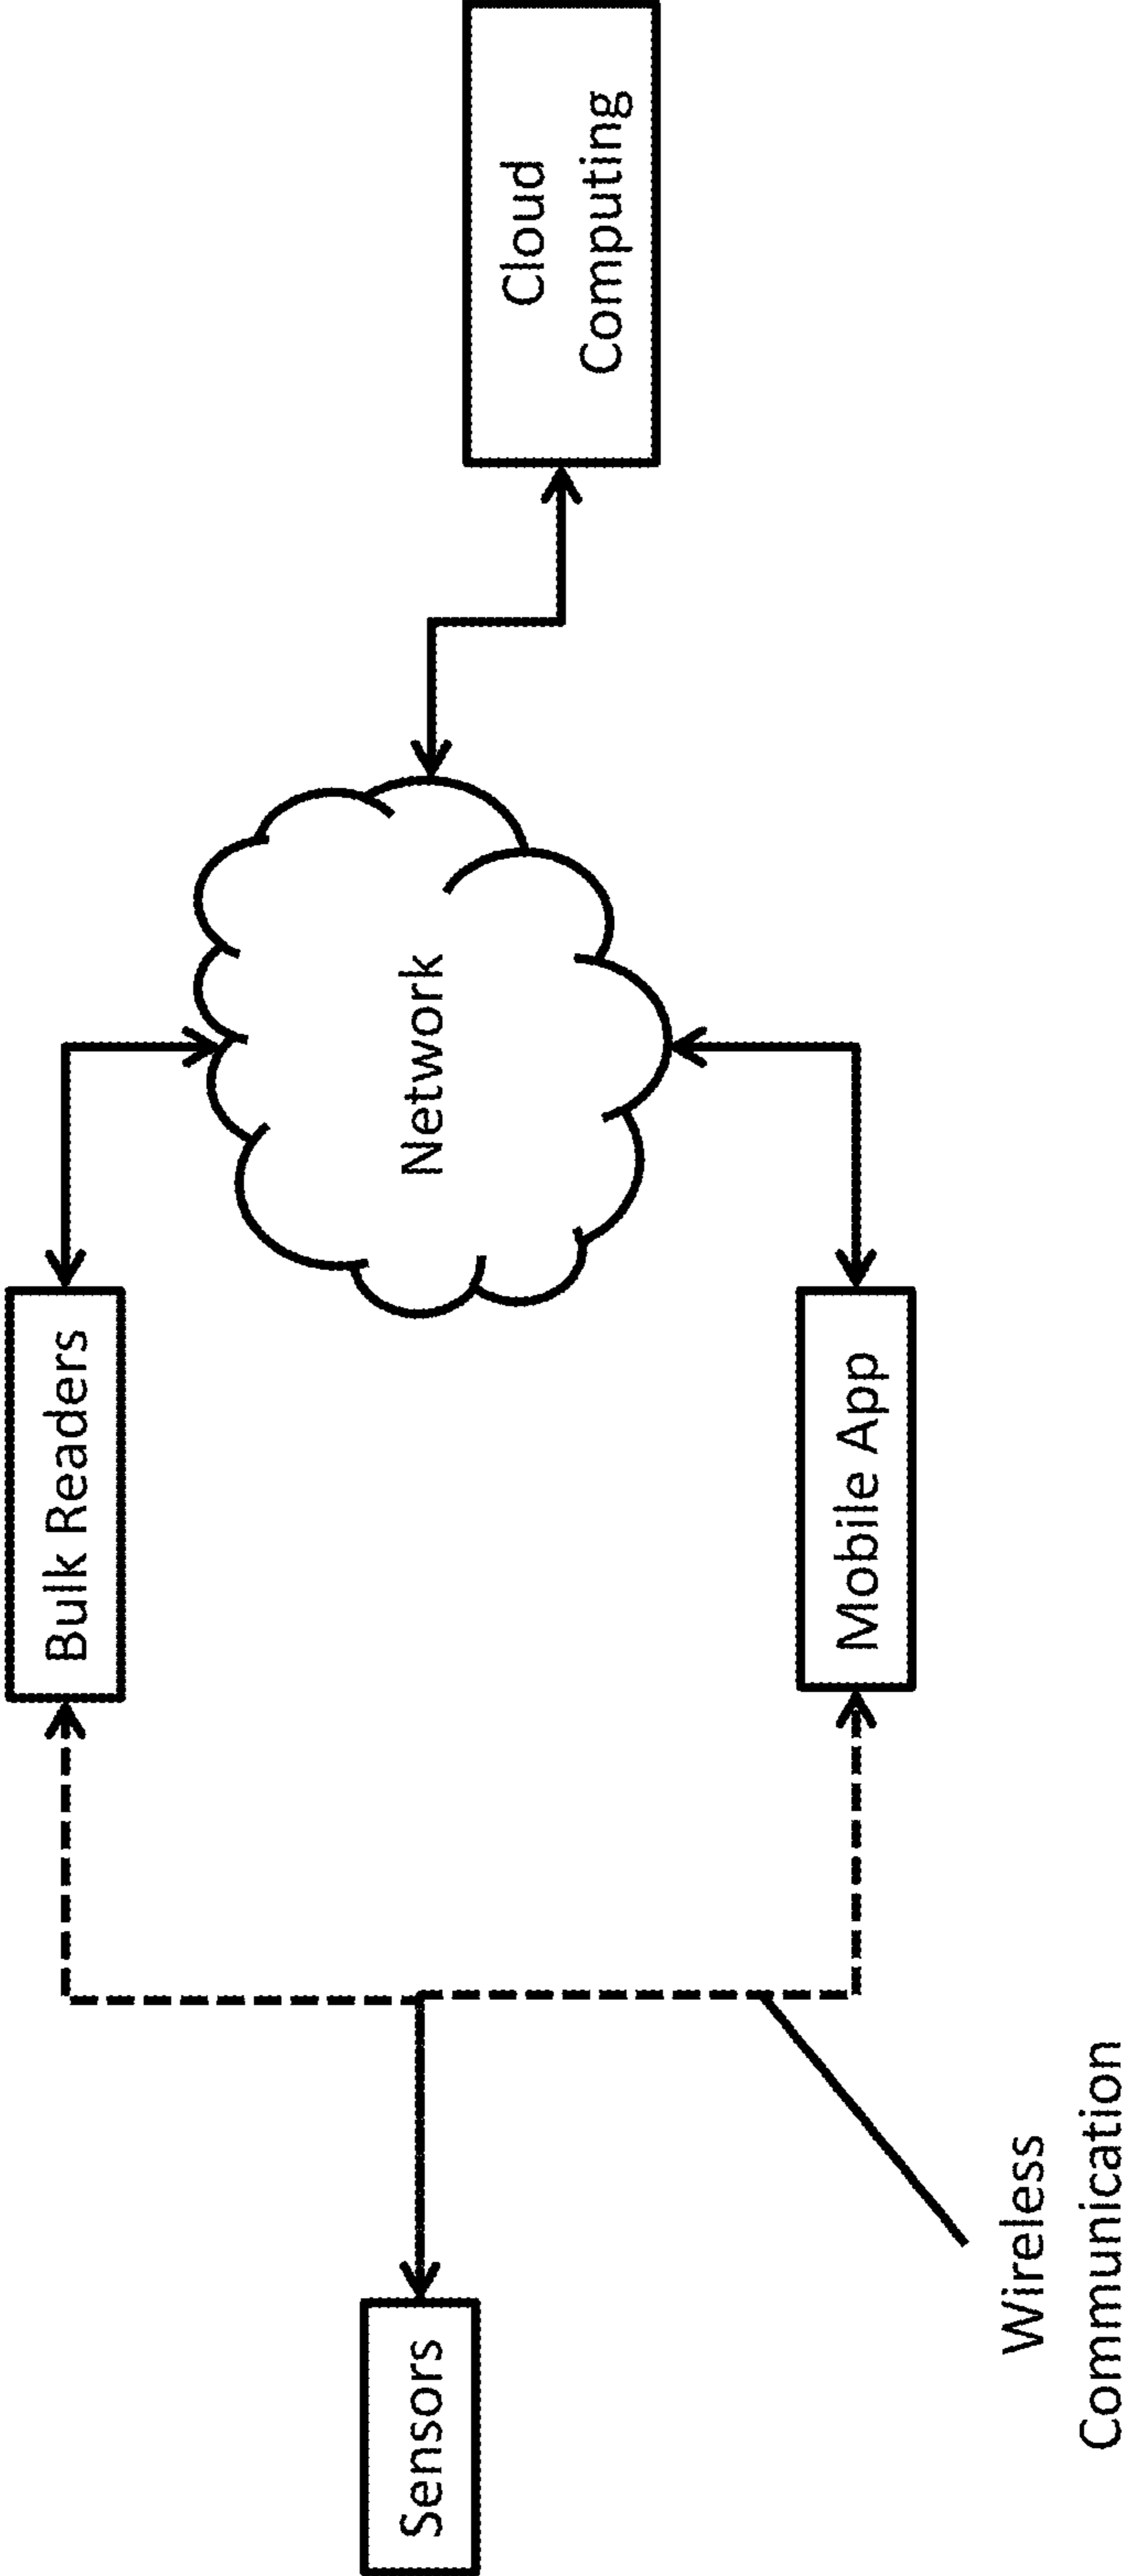 Bulk Readers
Cloud
Computing
Network
Sensors
Mobile App
Wireless
Communication